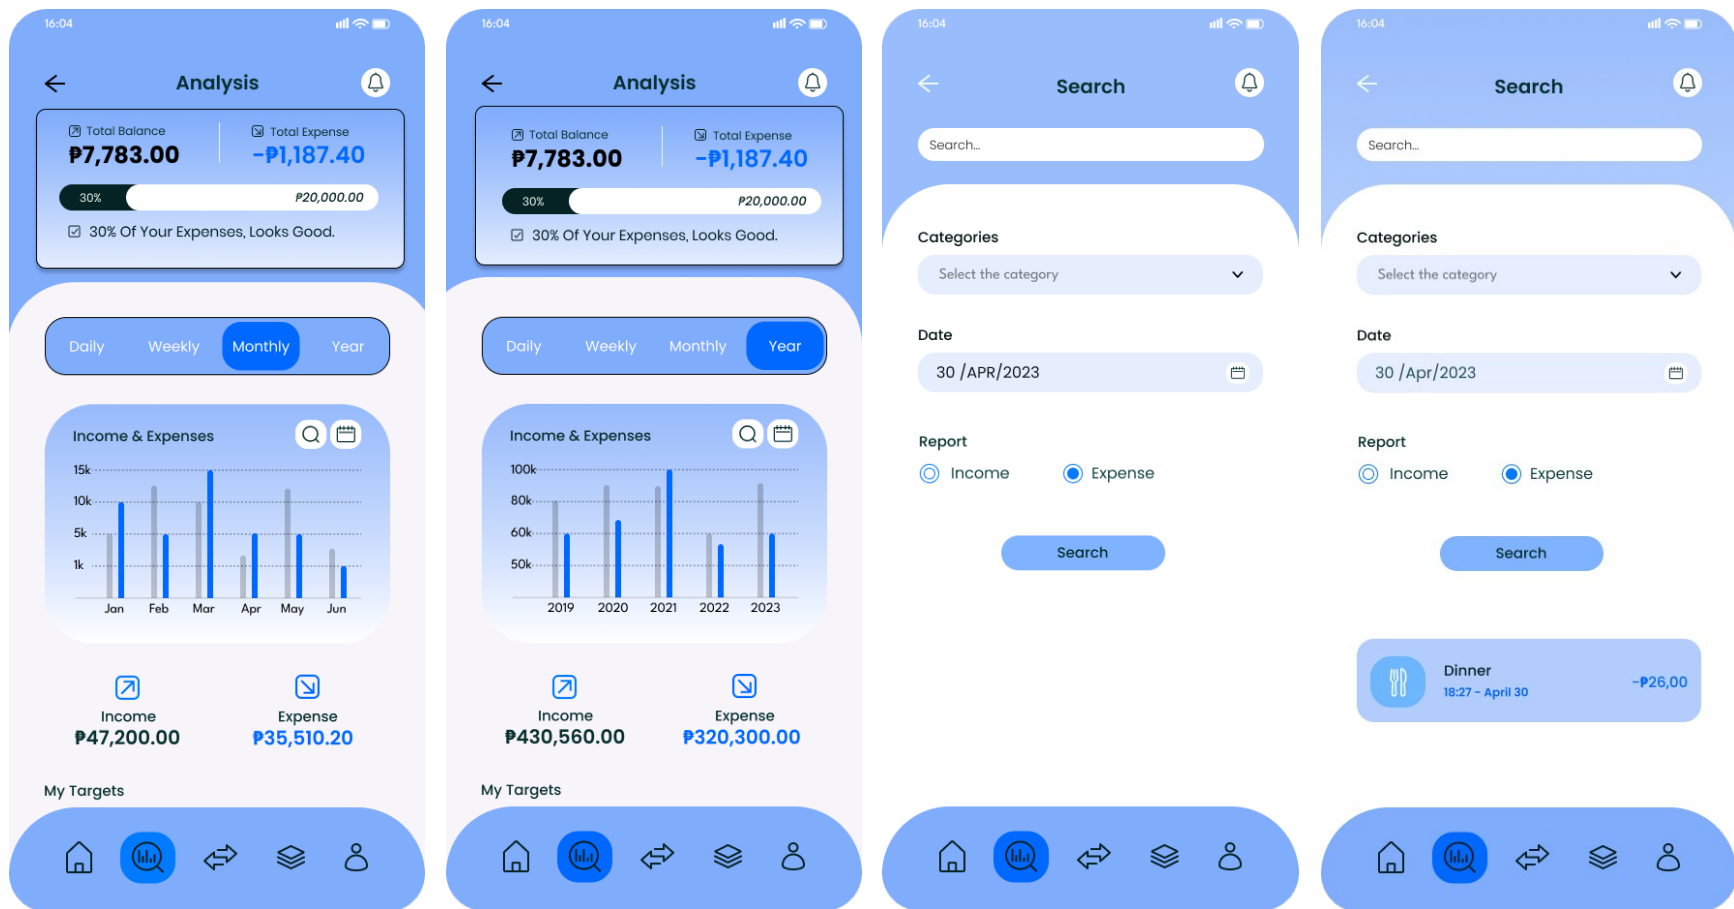 16:04
Analysis
Total Balance
₱7,783.00
Total Expense
-₱1,187.40
30%
₱20,000.00
30% Of Your Expenses, Looks Good.
Daily Weekly Monthly Year
Income & Expenses
15k
10k
5k
1k
Jan Feb Mar Apr May Jun
Income
₱47,200.00
Expense
₱35,510.20
My Targets
16:04
Analysis
Total Balance
₱7,783.00
Total Expense
-₱1,187.40
30%
₱20,000.00
30% Of Your Expenses, Looks Good.
Daily Weekly Monthly Year
Income & Expenses
100k
80k
60k
50k
2019 2020 2021 2022 2023
Income
₱430,560.00
Expense
₱320,300.00
My Targets
16:04
Search
Search...
Categories
Select the category
Date
30 /APR/2023
Report
Income Expense
Search
16:04
Search
Search...
Categories
Select the category
Date
30 /Apr/2023
Report
Income Expense
Search
Dinner
18:27 - April 30
-₱26,00